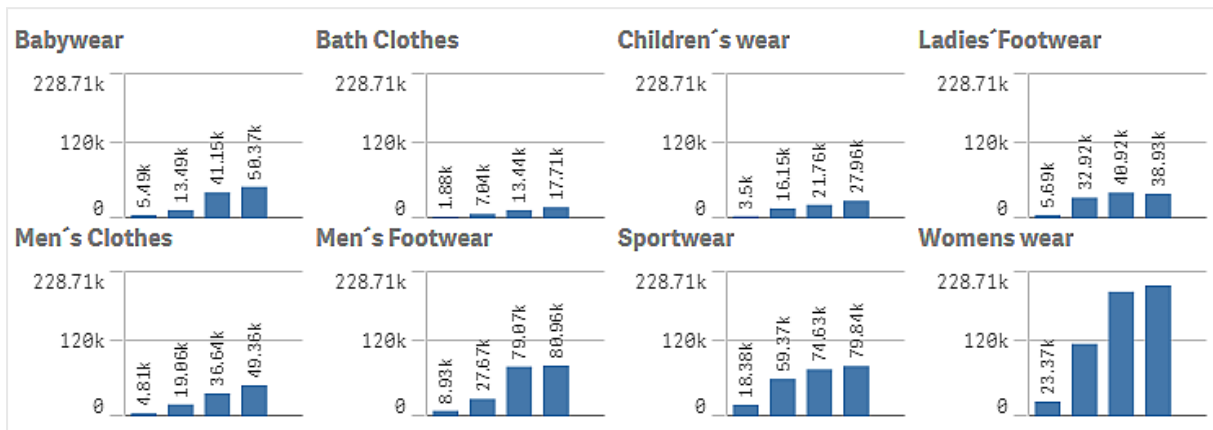 Babywear
228.71k
120k
0
5.49k
13.49k
41.15k
50.37k
Bath Clothes
228.71k
120k
0
1.88k
7.04k
13.44k
17.71k
Children´s wear
228.71k
120k
0
3.5k
16.15k
21.76k
27.96k
Ladies´Footwear
228.71k
120k
0
5.69k
32.92k
40.92k
38.93k
Men´s Clothes
228.71k
120k
0
4.81k
19.06k
36.64k
49.36k
Men´s Footwear
228.71k
120k
0
8.93k
27.67k
79.07k
80.96k
Sportwear
228.71k
120k
0
18.38k
59.37k
74.63k
79.84k
Womens wear
228.71k
120k
0
23.37k